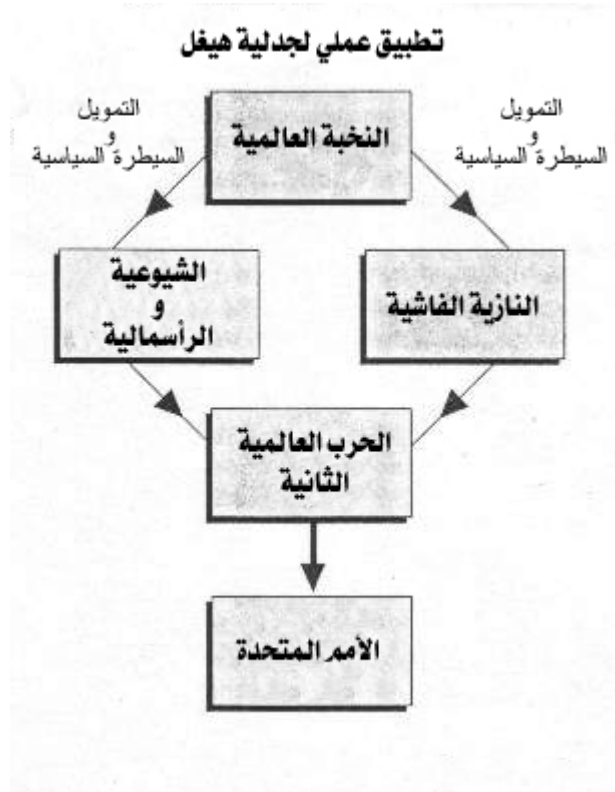 تطبيق عملي لجدلية هيغل
التمويل
و
السيطرة السياسية
النخبة العالمية
التمويل
و
السيطرة السياسية
النازية الفاشية
الشيوعية
و
الرأسمالية
الحرب العالمية
الثانية
الأمم المتحدة